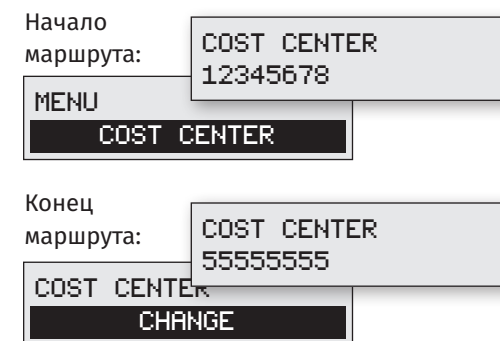 Начало
маршрута:
COST CENTER
12345678
MENU
COST CENTER
Конец
маршрута:
COST CENTER
55555555
COST CENTER
CHANGE